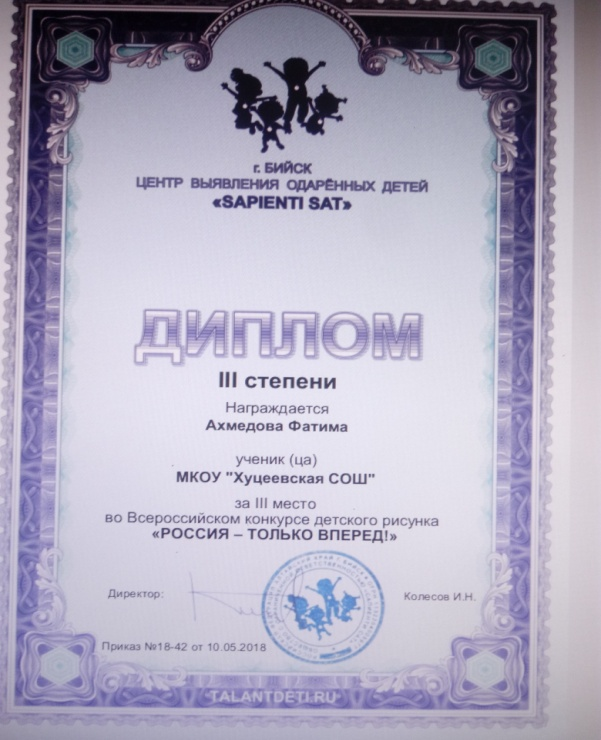 г. БИЙСК
ЦЕНТР ВЫЯВЛЕНИЯ ОДАРЁННЫХ ДЕТЕЙ
«SAPIENTI SAT»
ДИПЛОМ
III степени
Награждается
Ахмедова Фатима
ученик (ца)
МКОУ "Хуцеевская СОШ"
за III место
во Всероссийском конкурсе детского рисунка
«РОССИЯ – ТОЛЬКО ВПЕРЕД!»
Директор:
Колесов И.Н.
Приказ №18-42 от 10.05.2018
TALANTDETI.RU